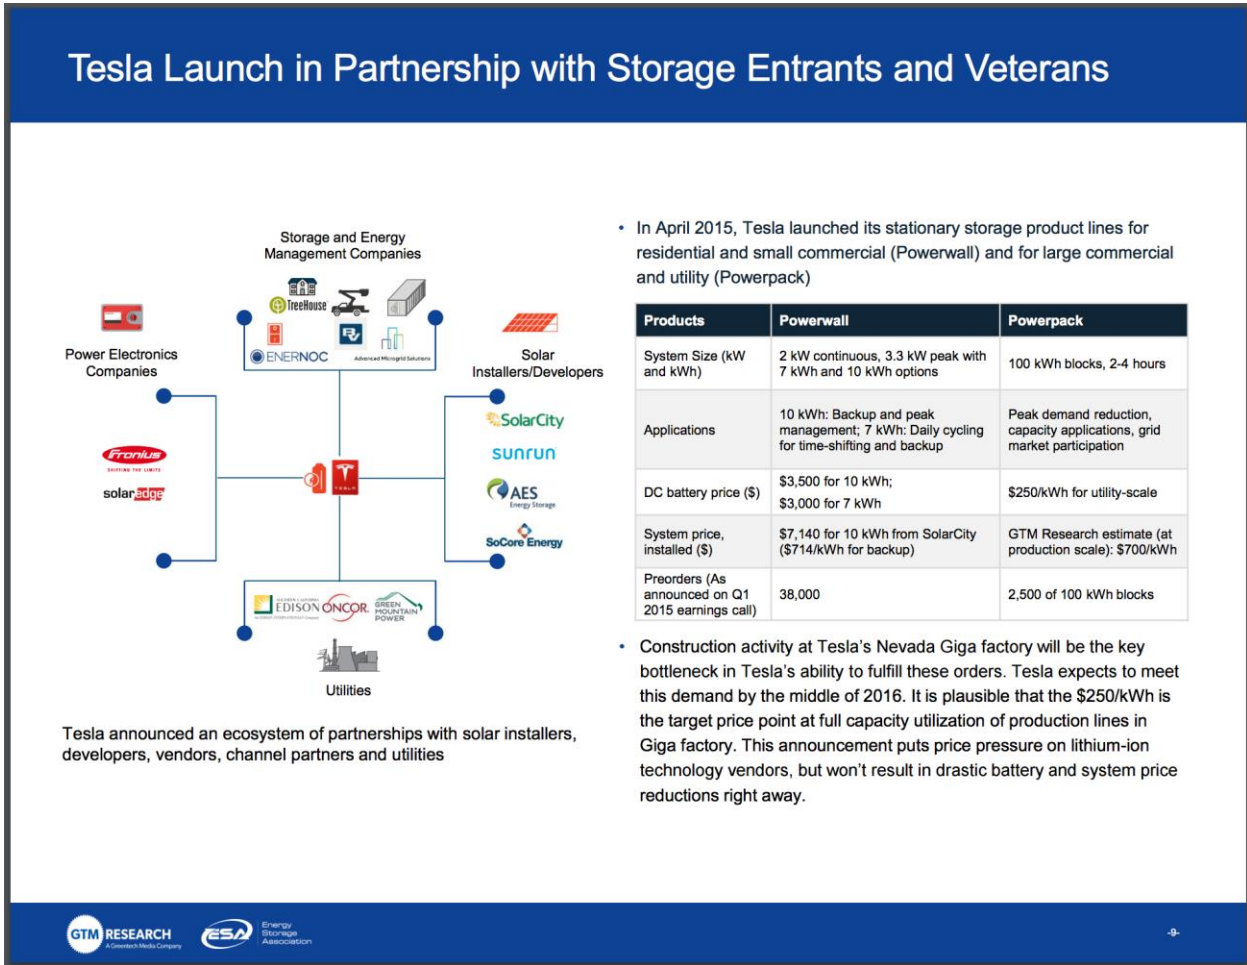 Tesla Launch in Partnership with Storage Entrants and Veterans
Storage and Energy
Management Companies
TreeHouse
ENERNOC
Advanced Microgrid Solutions
Power Electronics
Companies
Fronius
SHIFTING THE LIMITS
solaredge
TESLA
Solar
Installers/Developers
SolarCity
sunrun
AES
Energy Storage
SoCore Energy
EDISON
ONCOR
GREEN
MOUNTAIN
POWER
Utilities
Tesla announced an ecosystem of partnerships with solar installers,
developers, vendors, channel partners and utilities
• In April 2015, Tesla launched its stationary storage product lines for
residential and small commercial (Powerwall) and for large commercial
and utility (Powerpack)
Products Powerwall Powerpack
System Size (kW
and kWh)
2 kW continuous, 3.3 kW peak with
7 kWh and 10 kWh options
100 kWh blocks, 2-4 hours
Applications
10 kWh: Backup and peak
management; 7 kWh: Daily cycling
for time-shifting and backup
Peak demand reduction,
capacity applications, grid
market participation
DC battery price ($)
$3,500 for 10 kWh;
$3,000 for 7 kWh
$250/kWh for utility-scale
System price,
installed ($)
$7,140 for 10 kWh from SolarCity
($714/kWh for backup)
GTM Research estimate (at
production scale): $700/kWh
Preorders (As
announced on Q1
2015 earnings call)
38,000
2,500 of 100 kWh blocks
• Construction activity at Tesla's Nevada Giga factory will be the key
bottleneck in Tesla's ability to fulfill these orders. Tesla expects to meet
this demand by the middle of 2016. It is plausible that the $250/kWh is
the target price point at full capacity utilization of production lines in
Giga factory. This announcement puts price pressure on lithium-ion
technology vendors, but won't result in drastic battery and system price
reductions right away.
GTM RESEARCH
A Greentech Media Company
ESA
Energy
Storage
Association
-9-